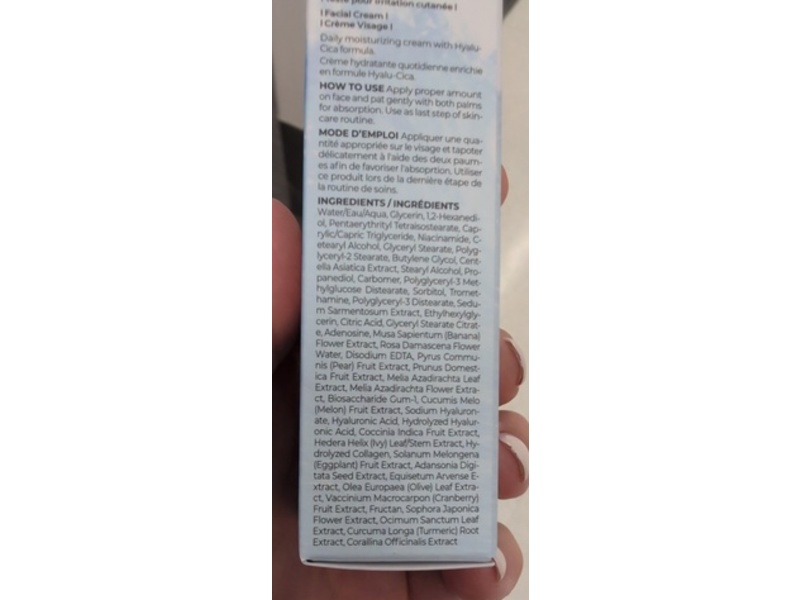 pour irritation cutanée |
| Facial Cream |
| Crème Visage |
Daily moisturizing cream with Hyalu-
Cica formula.
Crème hydratante quotidienne enrichie
en formule Hyalu-Cica.
HOW TO USE Apply proper amount
on face and pat gently with both palms
for absorption. Use as last step of skin-
care routine.
MODE D'EMPLOI Appliquer une qua-
ntité appropriée sur le visage et tapoter
délicatement à l'aide des deux paum-
es afin de favoriser l'absoprtion. Utiliser
ce produit lors de la dernière étape de
la routine de soins.
INGREDIENTS / INGRÉDIENTS
Water/Eau/Aqua, Glycerin, 1,2-Hexanedi-
ol, Pentaerythrityl Tetraisostearate, Cap-
rylic/Capric Triglyceride, Niacinamide, C-
etearyl Alcohol, Glyceryl Stearate, Polyg-
lyceryl-2 Stearate, Butylene Glycol, Cent-
ella Asiatica Extract, Stearyl Alcohol, Pro-
panediol, Carbomer, Polyglyceryl-3 Met-
hylglucose Distearate, Sorbitol, Tromet-
hamine, Polyglyceryl-3 Distearate, Sedu-
m Sarmentosum Extract, Ethylhexylgly-
cerin, Citric Acid, Glyceryl Stearate Citrat-
e, Adenosine, Musa Sapientum (Banana)
Flower Extract, Rosa Damascena Flower
Water, Disodium EDTA, Pyrus Commu-
nis (Pear) Fruit Extract, Prunus Domest-
ica Fruit Extract, Melia Azadirachta Leaf
Extract, Melia Azadirachta Flower Extra-
ct, Biosaccharide Gum-1, Cucumis Melo
(Melon) Fruit Extract, Sodium Hyaluron-
ate, Hyaluronic Acid, Hydrolyzed Hyalur-
onic Acid, Coccinia Indica Fruit Extract,
Hedera Helix (Ivy) Leaf/Stem Extract, Hy-
drolyzed Collagen, Solanum Melongena
(Eggplant) Fruit Extract, Adansonia Digi-
tata Seed Extract, Equisetum Arvense E-
xtract, Olea Europaea (Olive) Leaf Extra-
ct, Vaccinium Macrocarpon (Cranberry)
Fruit Extract, Fructan, Sophora Japonica
Flower Extract, Ocimum Sanctum Leaf
Extract, Curcuma Longa (Turmeric) Root
Extract, Corallina Officinalis Extract